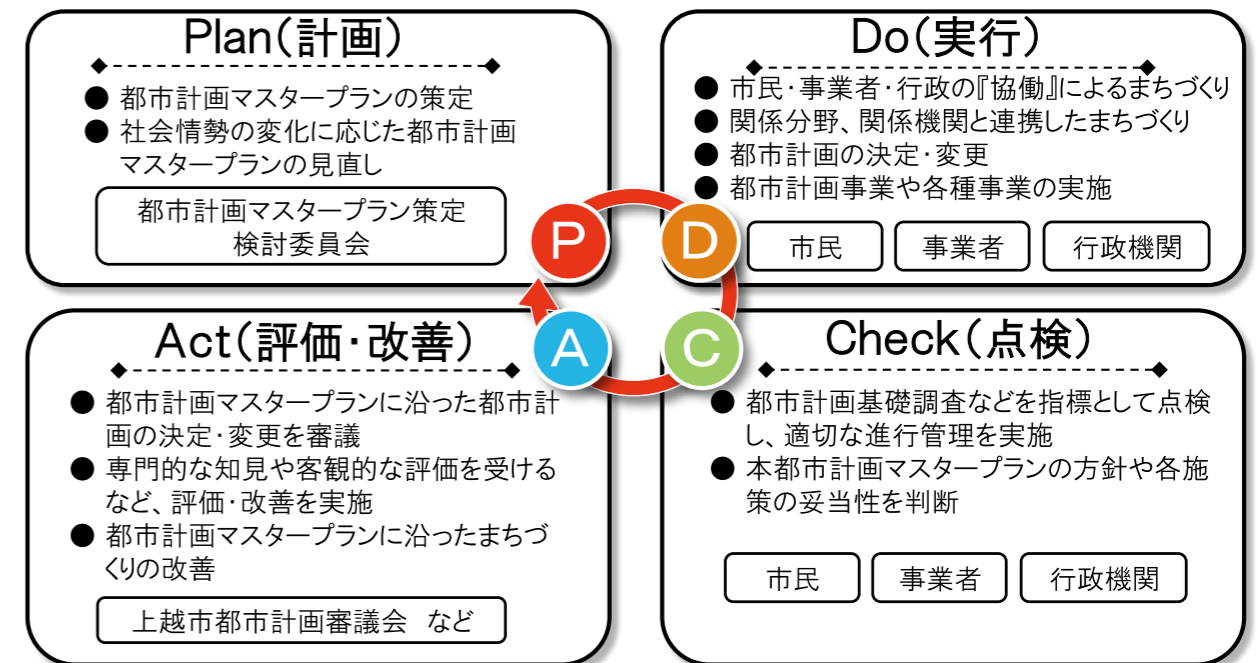 Plan(計画)
● 都市計画マスタープランの策定
● 社会情勢の変化に応じた都市計画
マスタープランの見直し
都市計画マスタープラン策定
検討委員会
Do(実行)
● 市民・事業者・行政の『協働』によるまちづくり
● 関係分野、関係機関と連携したまちづくり
● 都市計画の決定・変更
● 都市計画事業や各種事業の実施
市民 事業者 行政機関
P D
A C
Act(評価・改善)
● 都市計画マスタープランに沿った都市計
画の決定・変更を審議
● 専門的な知見や客観的な評価を受ける
など、評価・改善を実施
● 都市計画マスタープランに沿ったまちづ
くりの改善
上越市都市計画審議会 など
Check(点検)
● 都市計画基礎調査などを指標として点検
し、適切な進行管理を実施
● 本都市計画マスタープランの方針や各施
策の妥当性を判断
市民 事業者 行政機関